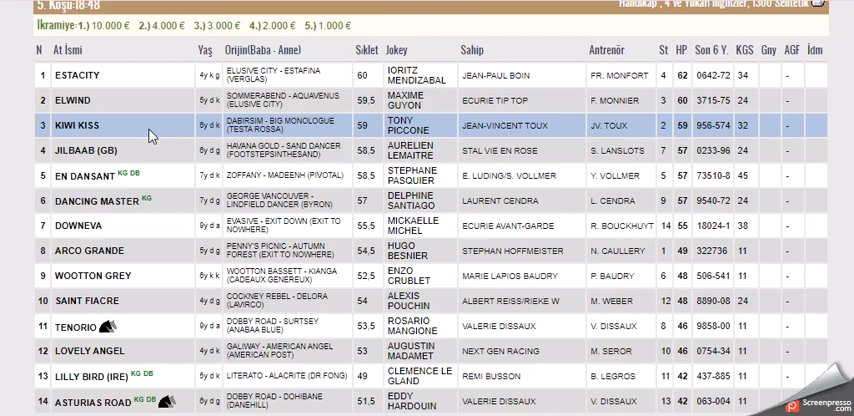 5. Koşu:18:48 Handikap , 4 ve Yukarı İngilizler, 1300 Sentetik
İkramiye:1.) 10.000 € 2.) 4.000 € 3.) 3.000 € 4.) 2.000 € 5.) 1.000 €
N At İsmi Yaş Orijin(Baba - Anne) Sıklet Jokey Sahip Antrenör St HP Son 6 Y. KGS Gny AGF İdm
1 ESTACITY 4y k g ELUSIVE CITY - ESTAFINA (VERGLAS) 60 IORITZ MENDIZABAL JEAN-PAUL BOIN FR. MONFORT 4 62 0642-72 34 -
2 ELWIND 5y d k SOMMERABEND - AQUAVENUS (ELUSIVE CITY) 59,5 MAXIME GUYON ECURIE TIP TOP F. MONNIER 3 60 3715-75 24 -
3 KIWI KISS 6y d k DABIRSIM - BIG MONOLOGUE (TESTA ROSSA) 59 TONY PICCONE JEAN-VINCENT TOUX JV. TOUX 2 59 956-574 32 -
4 JILBAAB (GB) 6y d g HAVANA GOLD - SAND DANCER (FOOTSTEPSINTHESAND) 58,5 AURELIEN LEMAITRE STAL VIE EN ROSE S. LANSLOTS 7 57 0233-96 24 -
5 EN DANSANT KG DB 5y d k ZOFFANY - MADEENH (PIVOTAL) 58,5 STEPHANE PASQUIER E. LUDING/S. VOLLMER Y. VOLLMER 5 57 73510-8 45 -
6 DANCING MASTER KG 7y d g GEORGE VANCOUVER - LINDFIELD DANCER (BYRON) 57 DELPHINE SANTIAGO LAURENT CENDRA L. CENDRA 9 57 9540-72 24 -
7 DOWNEVA 9y d a EVASIVE - EXIT DOWN (EXIT TO NOWHERE) 55,5 MICKAELLE MICHEL ECURIE AVANT-GARDE R. BOUCKHUYT 14 55 18024-1 38 -
8 ARCO GRANDE 5y d g PENNY'S PICNIC - AUTUMN FOREST (EXIT TO NOWHERE) 54,5 HUGO BESNIER STEPHAN HOFFMEISTER N. CAULLERY 1 49 322736 11 -
9 WOOTTON GREY 6y k k WOOTTON BASSETT - KIANGA (CADEAUX GENEREUX) 52,5 ENZO CRUBLET MARIE LAPIOS BAUDRY P. BAUDRY 6 48 506-541 11 -
10 SAINT FIACRE 4y d g COCKNEY REBEL - DELORA (LAVIRCO) 54 ALEXIS POUCHIN ALBERT REISS/RIEKE W M. WEBER 12 48 8890-08 24 -
11 TENORIO 9y d a DOBBY ROAD - SURTSEY (ANABAA BLUE) 53,5 ROSARIO MANGIONE VALERIE DISSAUX V. DISSAUX 8 46 9858-00 11 -
12 LOVELY ANGEL 4y d k GALIWAY - AMERICAN ANGEL (AMERICAN POST) 53 AUGUSTIN MADAMET NEXT GEN RACING M. SEROR 10 46 0754-34 11 -
13 LILLY BIRD (IRE) KG DB 5y d k LITERATO - ALACRITE (DR FONG) 49 CLEMENCE LE GLAND REMI BUSSON B. LEGROS 11 42 437-885 11 -
14 ASTURIAS ROAD KG DB 6y d g DOBBY ROAD - DOHIBANE (DANEHILL) 51,5 EDDY HARDOUIN VALERIE DISSAUX V. DISSAUX 13 42 063-004 11 -
Screenpresso